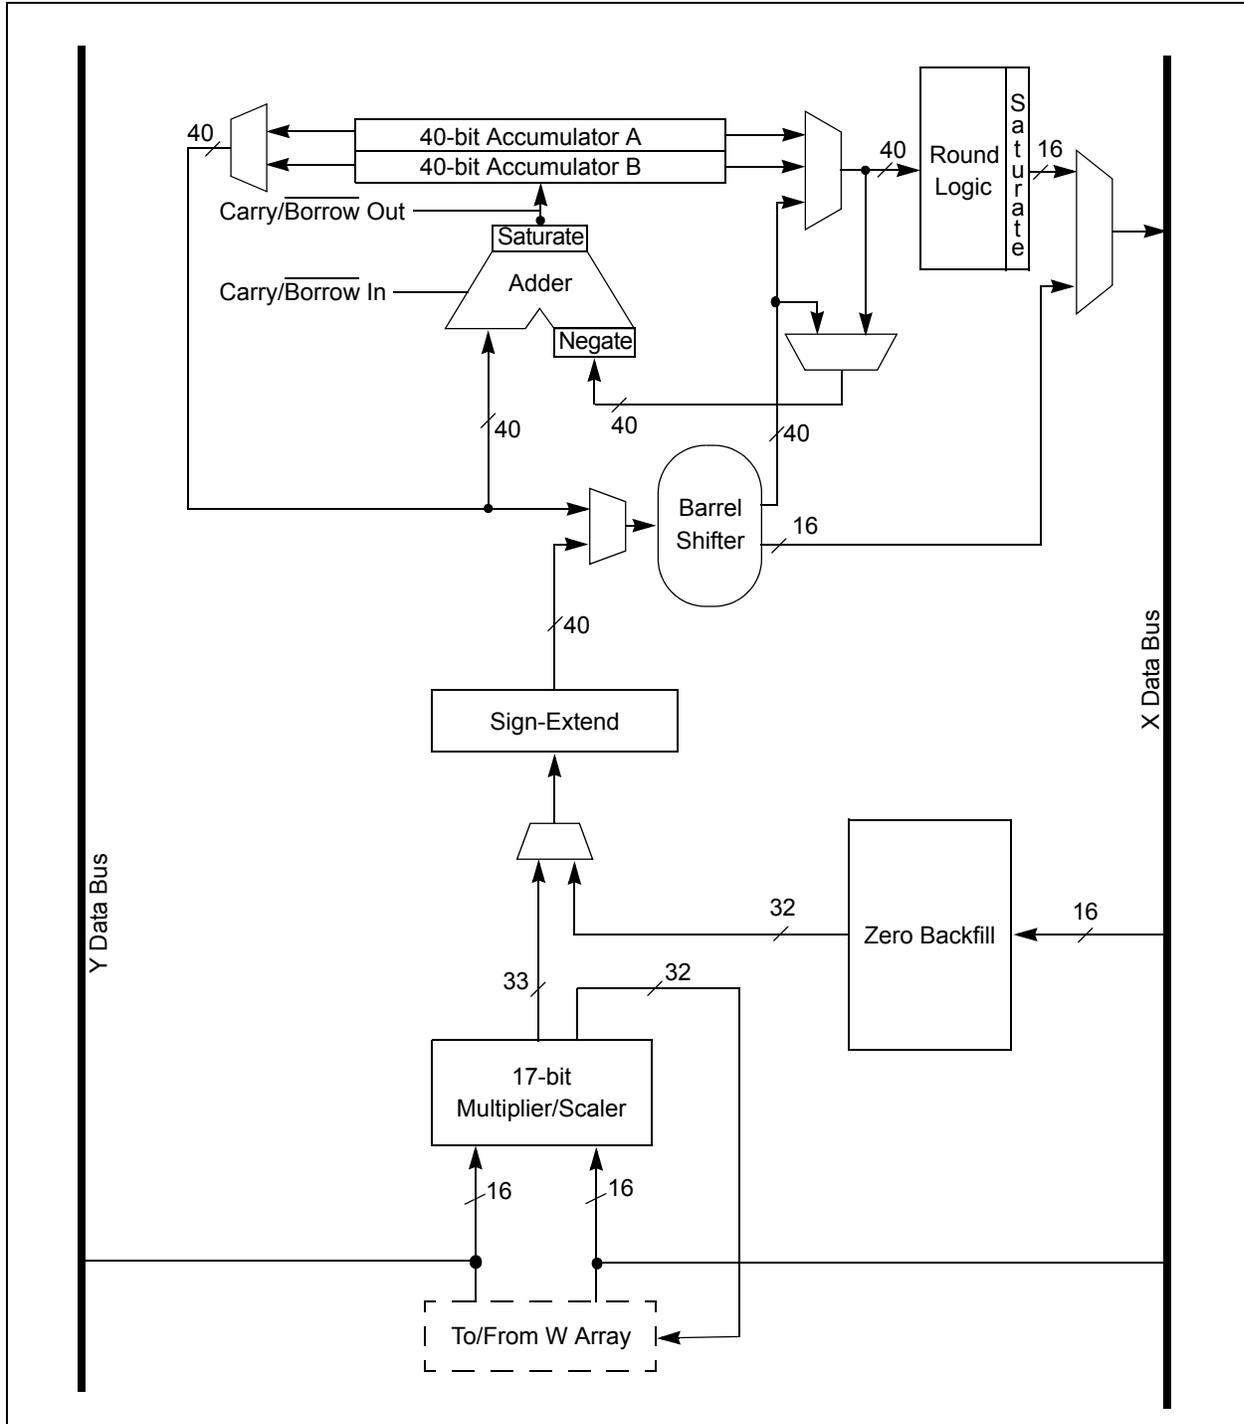 40
40-bit Accumulator A
40-bit Accumulator B
Carry/Borrow Out
Saturate
Carry/Borrow In
Adder
Negate
40
Round
Logic
Saturate
16
40
40
40
Barrel
Shifter
16
40
Sign-Extend
X Data Bus
Y Data Bus
32
Zero Backfill
16
33
32
17-bit
Multiplier/Scaler
16
16
To/From W Array